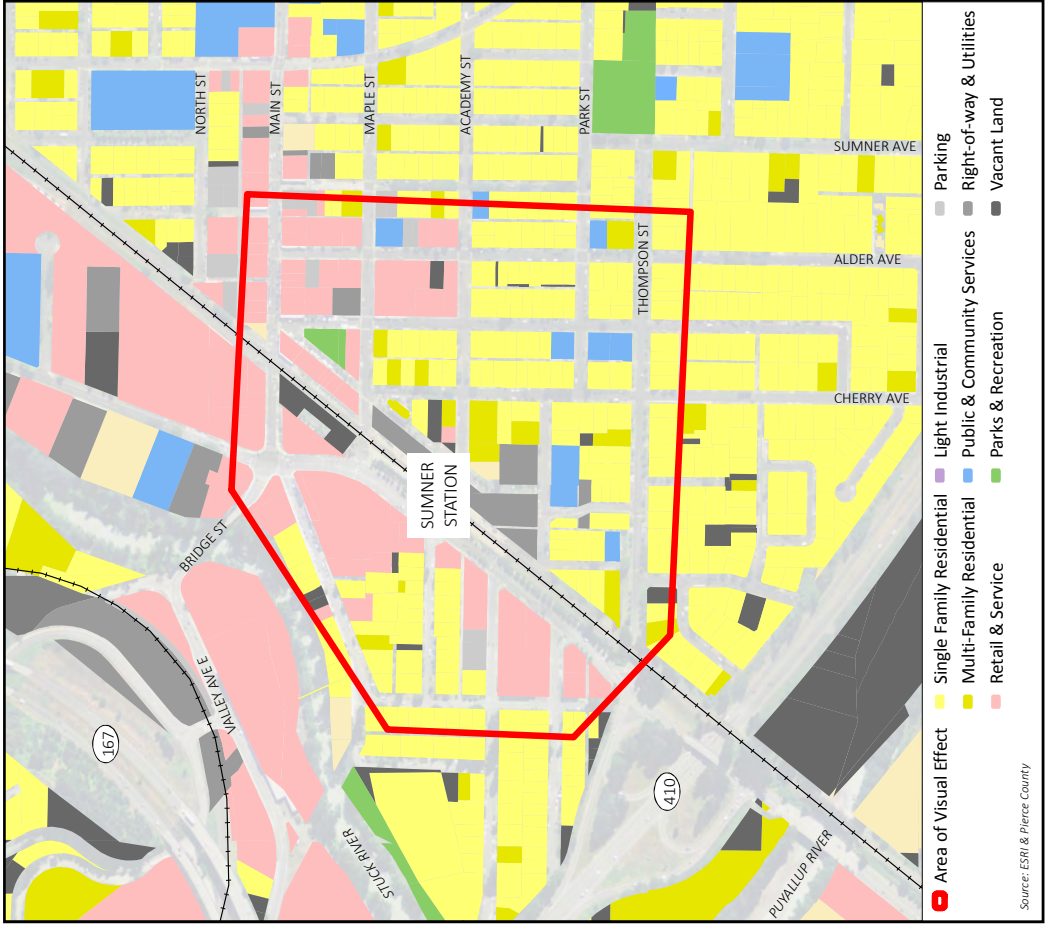 NORTH ST
MAIN ST
MAPLE ST
ACADEMY ST
PARK ST
SUMNER AVE
ALDER AVE
THOMPSON ST
CHERRY AVE
SUMNER
STATION
BRIDGE ST
VALLEY AVE E
167
410
STUCK RIVER
PUYALLUP RIVER
Area of Visual Effect
Single Family Residential
Multi-Family Residential
Retail & Service
Light Industrial
Public & Community Services
Parks & Recreation
Parking
Right-of-way & Utilities
Vacant Land
Source: ESRI & Pierce County